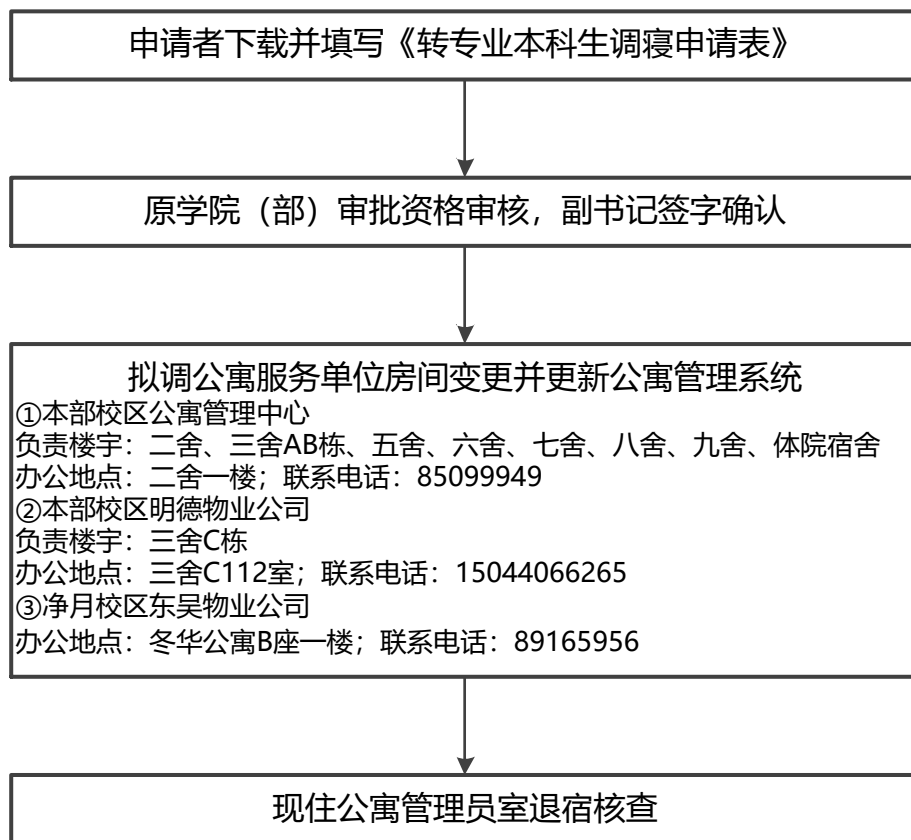 申请者下载并填写《转专业本科生调寝申请表》
原学院（部）审批资格审核，副书记签字确认
拟调公寓服务单位房间变更并更新公寓管理系统
①本部校区公寓管理中心
负责楼宇：二舍、三舍AB栋、五舍、六舍、七舍、八舍、九舍、体院宿舍
办公地点：二舍一楼；联系电话：85099949
②本部校区明德物业公司
负责楼宇：三舍C栋
办公地点：三舍C112室；联系电话：15044066265
③净月校区东吴物业公司
办公地点：冬华公寓B座一楼；联系电话：89165956
现住公寓管理员室退宿核查